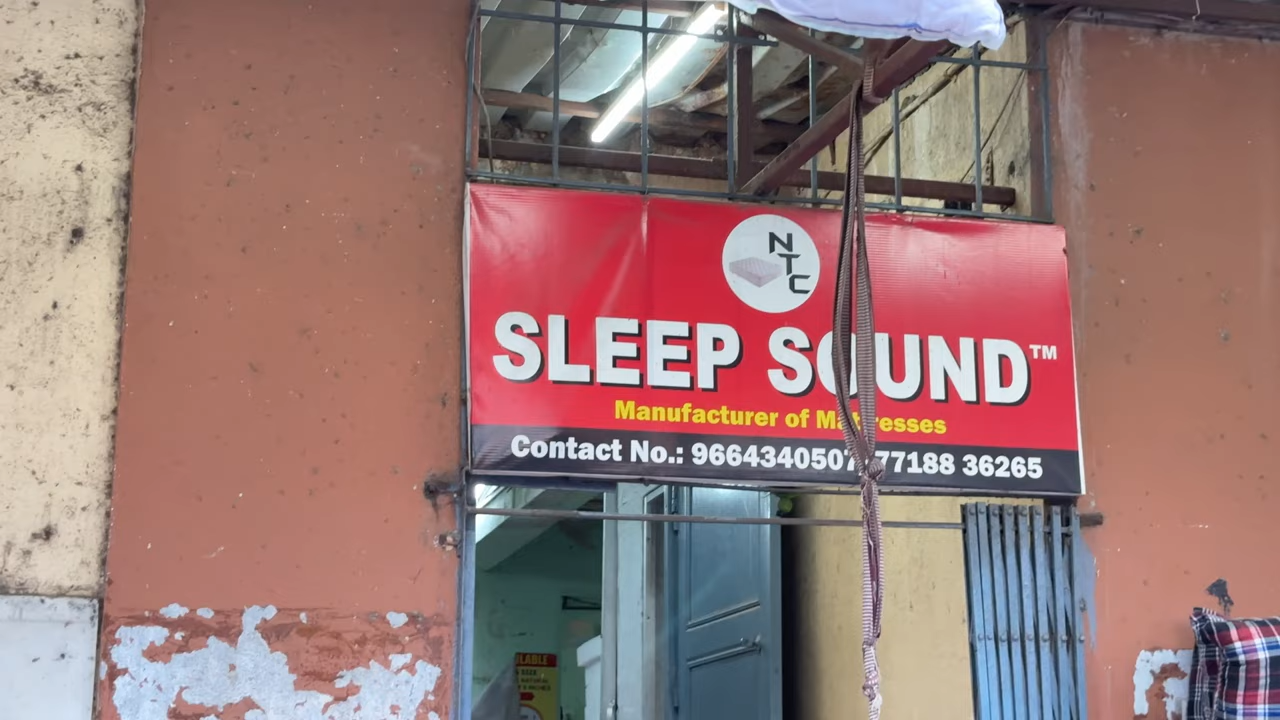 NTC
SLEEP SOUND™
Manufacturer of Mattresses
Contact No.: 9664340507 77188 36265